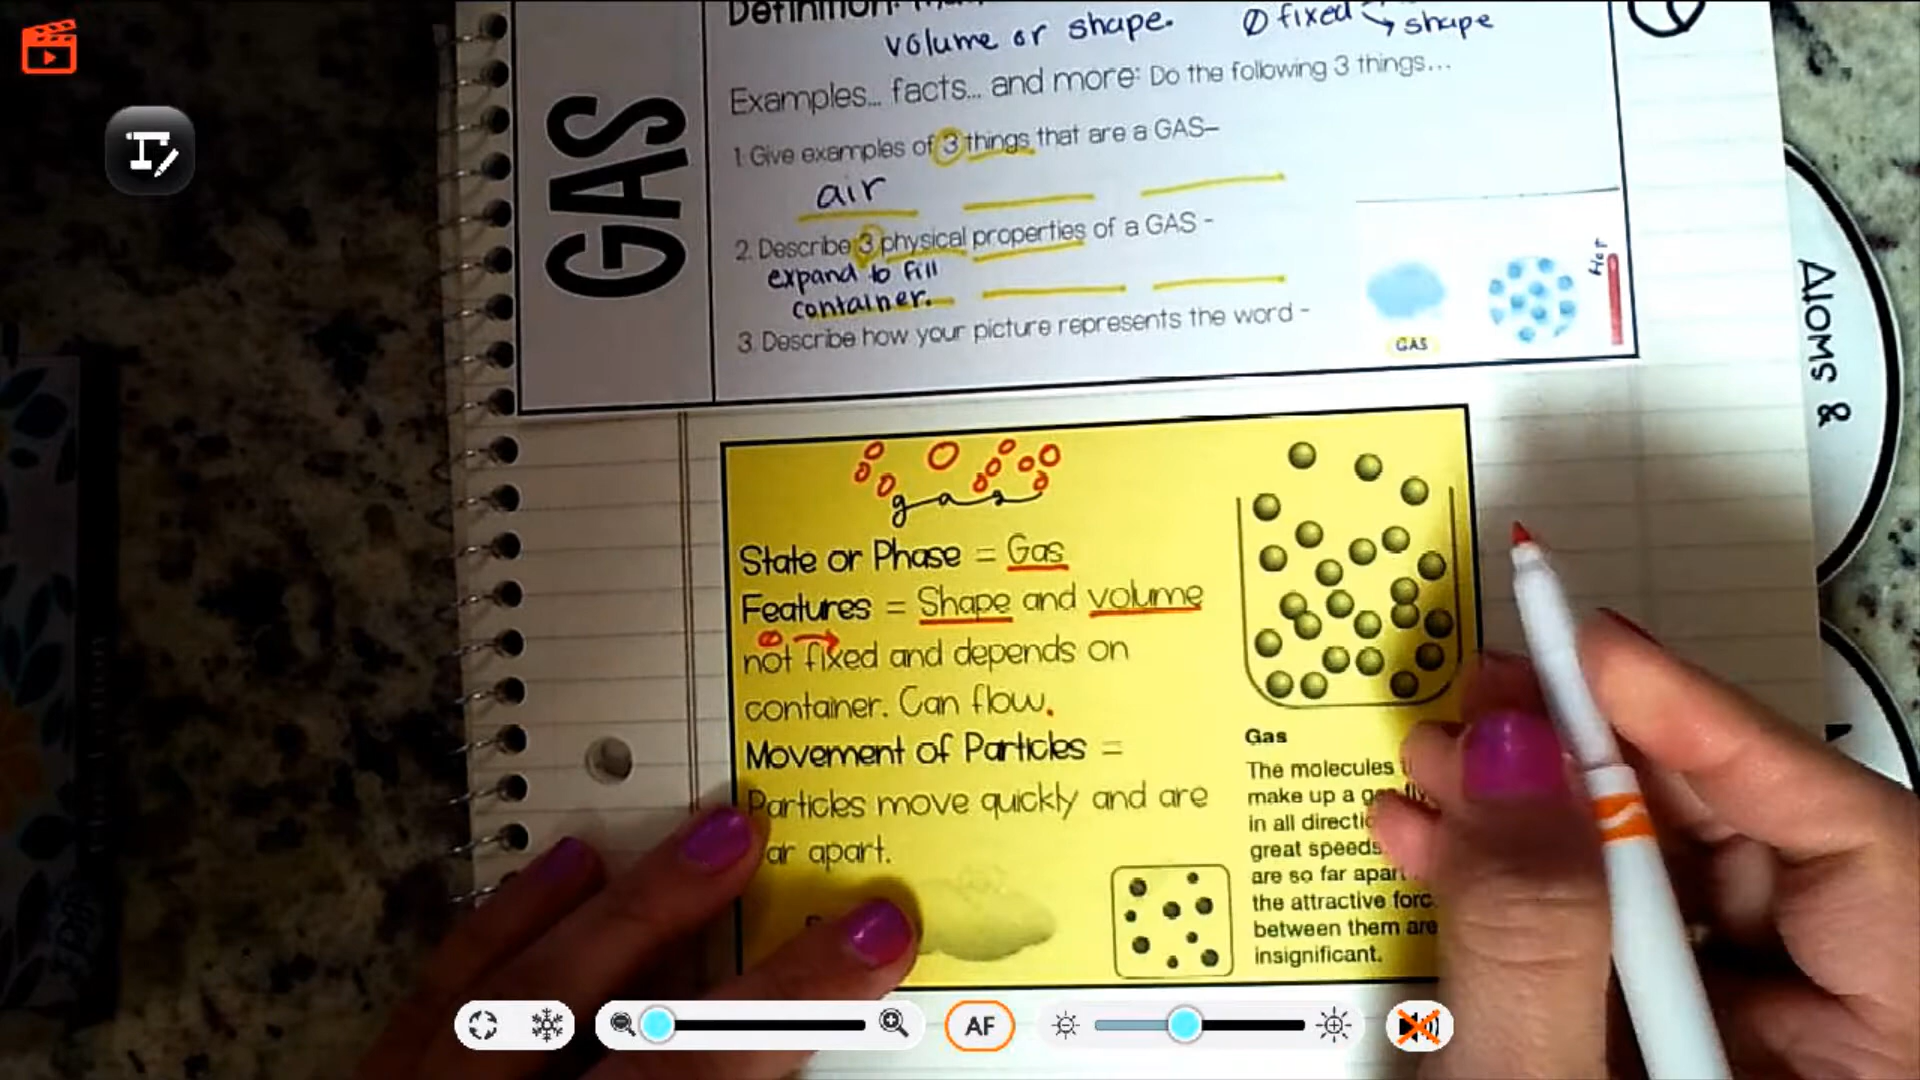 volume or shape. Ø fixed → shape
Examples... facts... and more: Do the following 3 things...
1. Give examples of 3 things that are a GAS–
air
2. Describe 3 physical properties of a GAS -
expand to fill
container.
3. Describe how your picture represents the word -
GAS
GAS
Hot
gas
State or Phase = Gas
Features = Shape and volume
not fixed and depends on
container. Can flow.
Movement of Particles =
Particles move quickly and are
apart.
Gas
The molecules
make up a
in all
great speeds
are so far apart
the attractive
between them are
insignificant.
Atoms &
AF